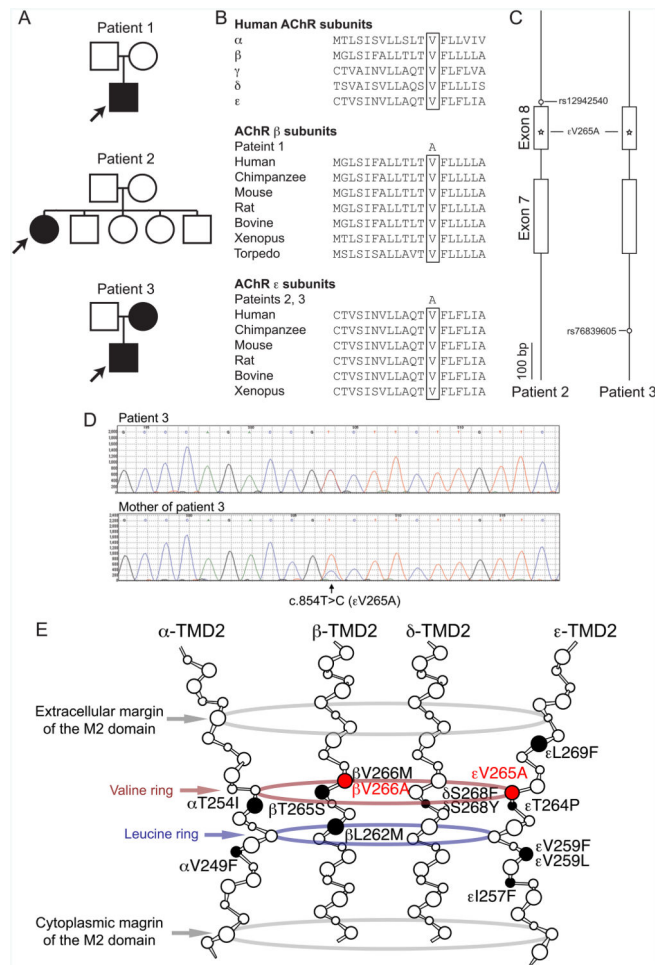 A
Patient 1
Patient 2
Patient 3
B
Human AChR subunits
α MTLSISVLLSLT V FLLVIV
β MGLSIFALLTLT V FLLLLA
γ CTVAINVLLAQT V FLFLVA
δ TSVAISVLLAQS V FLLLIS
ε CTVSINVLLAQT V FLFLIA
AChR β subunits
Pateint 1 A
Human MGLSIFALLTLT V FLLLLA
Chimpanzee MGLSIFALLTLT V FLLLLA
Mouse MGLSIFALLTLT V FLLLLA
Rat MGLSIFALLTLT V FLLLLA
Bovine MGLSIFALLTLT V FLLLLA
Xenopus MTLSIFALLTLT V FLLLLA
Torpedo MSLSISALLAVT V FLLLLA
AChR ε subunits
Pateints 2, 3 A
Human CTVSINVLLAQT V FLFLIA
Chimpanzee CTVSINVLLAQT V FLFLIA
Mouse CTVSINVLLAQT V FLFLIA
Rat CTVSINVLLAQT V FLFLIA
Bovine CTVSINVLLAQT V FLFLIA
Xenopus CTVSINVLLAQT V FLFLIS
C
rs12942540
Exon 8
εV265A
Exon 7
rs76839605
100 bp
Patient 2 Patient 3
D
Patient 3
Mother of patient 3
c.854T>C (εV265A)
E
α-TMD2 β-TMD2 δ-TMD2 ε-TMD2
Extracellular margin
of the M2 domain
εL269F
βV266M εV265A
Valine ring βV266A δS268F
αT254I βT265S δS268Y εT264P
Leucine ring βL262M
εV259F
αV249F εV259L
εI257F
Cytoplasmic magrin
of the M2 domain